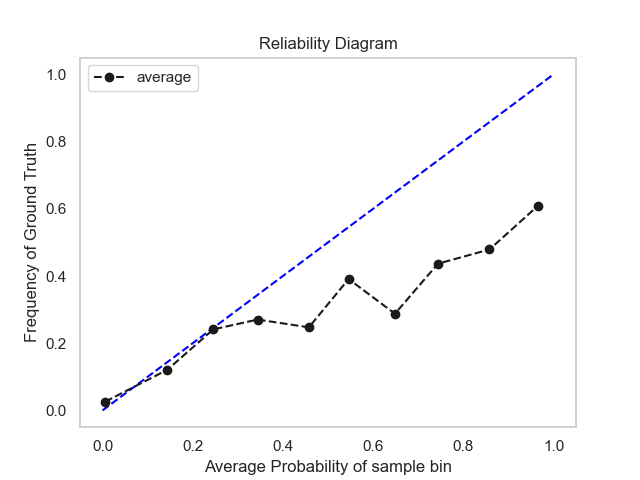 Reliability Diagram
average
1.0
0.8
0.6
0.4
0.2
0.0
Frequency of Ground Truth
0.0 0.2 0.4 0.6 0.8 1.0
Average Probability of sample bin